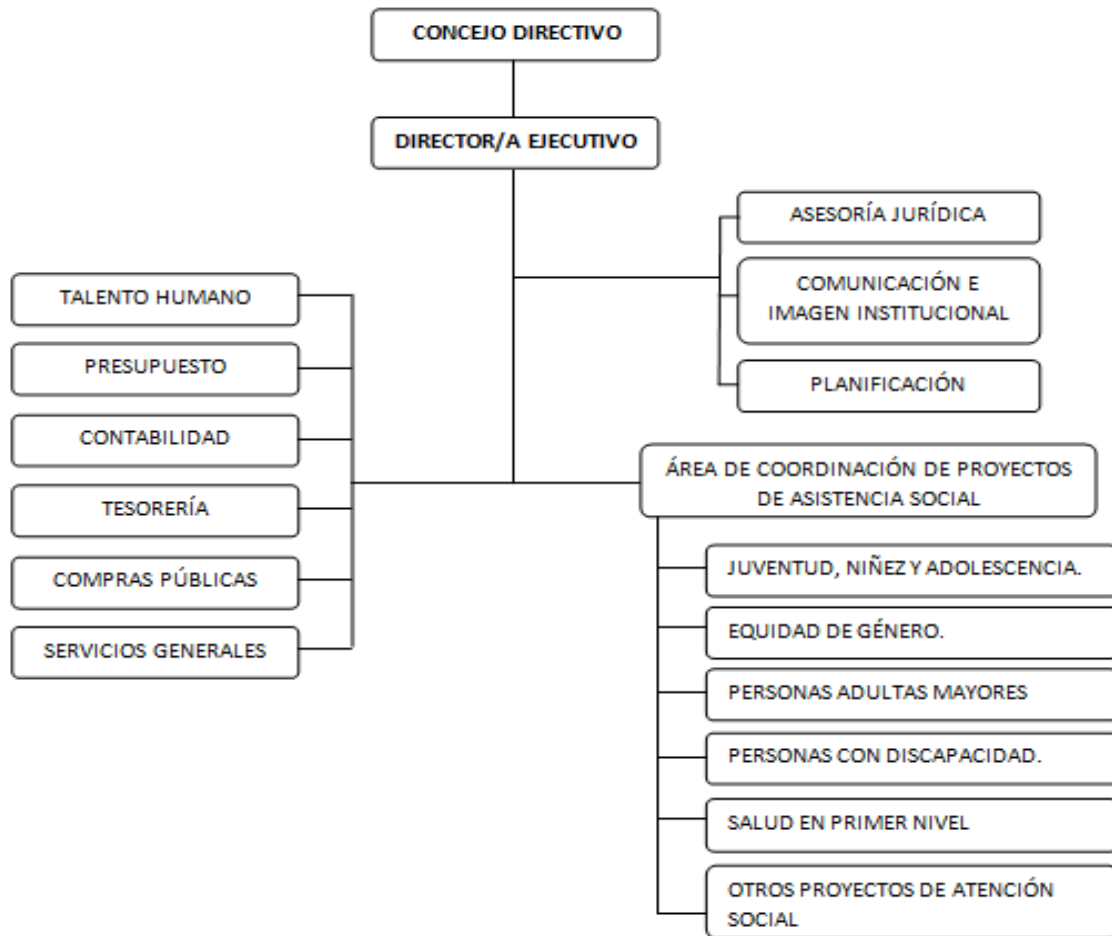 CONCEJO DIRECTIVO
DIRECTOR/A EJECUTIVO
ASESORÍA JURÍDICA
COMUNICACIÓN E
IMAGEN INSTITUCIONAL
PLANIFICACIÓN
TALENTO HUMANO
PRESUPUESTO
CONTABILIDAD
TESORERÍA
COMPRAS PÚBLICAS
SERVICIOS GENERALES
ÁREA DE COORDINACIÓN DE PROYECTOS
DE ASISTENCIA SOCIAL
JUVENTUD, NIÑEZ Y ADOLESCENCIA.
EQUIDAD DE GÉNERO.
PERSONAS ADULTAS MAYORES
PERSONAS CON DISCAPACIDAD.
SALUD EN PRIMER NIVEL
OTROS PROYECTOS DE ATENCIÓN
SOCIAL